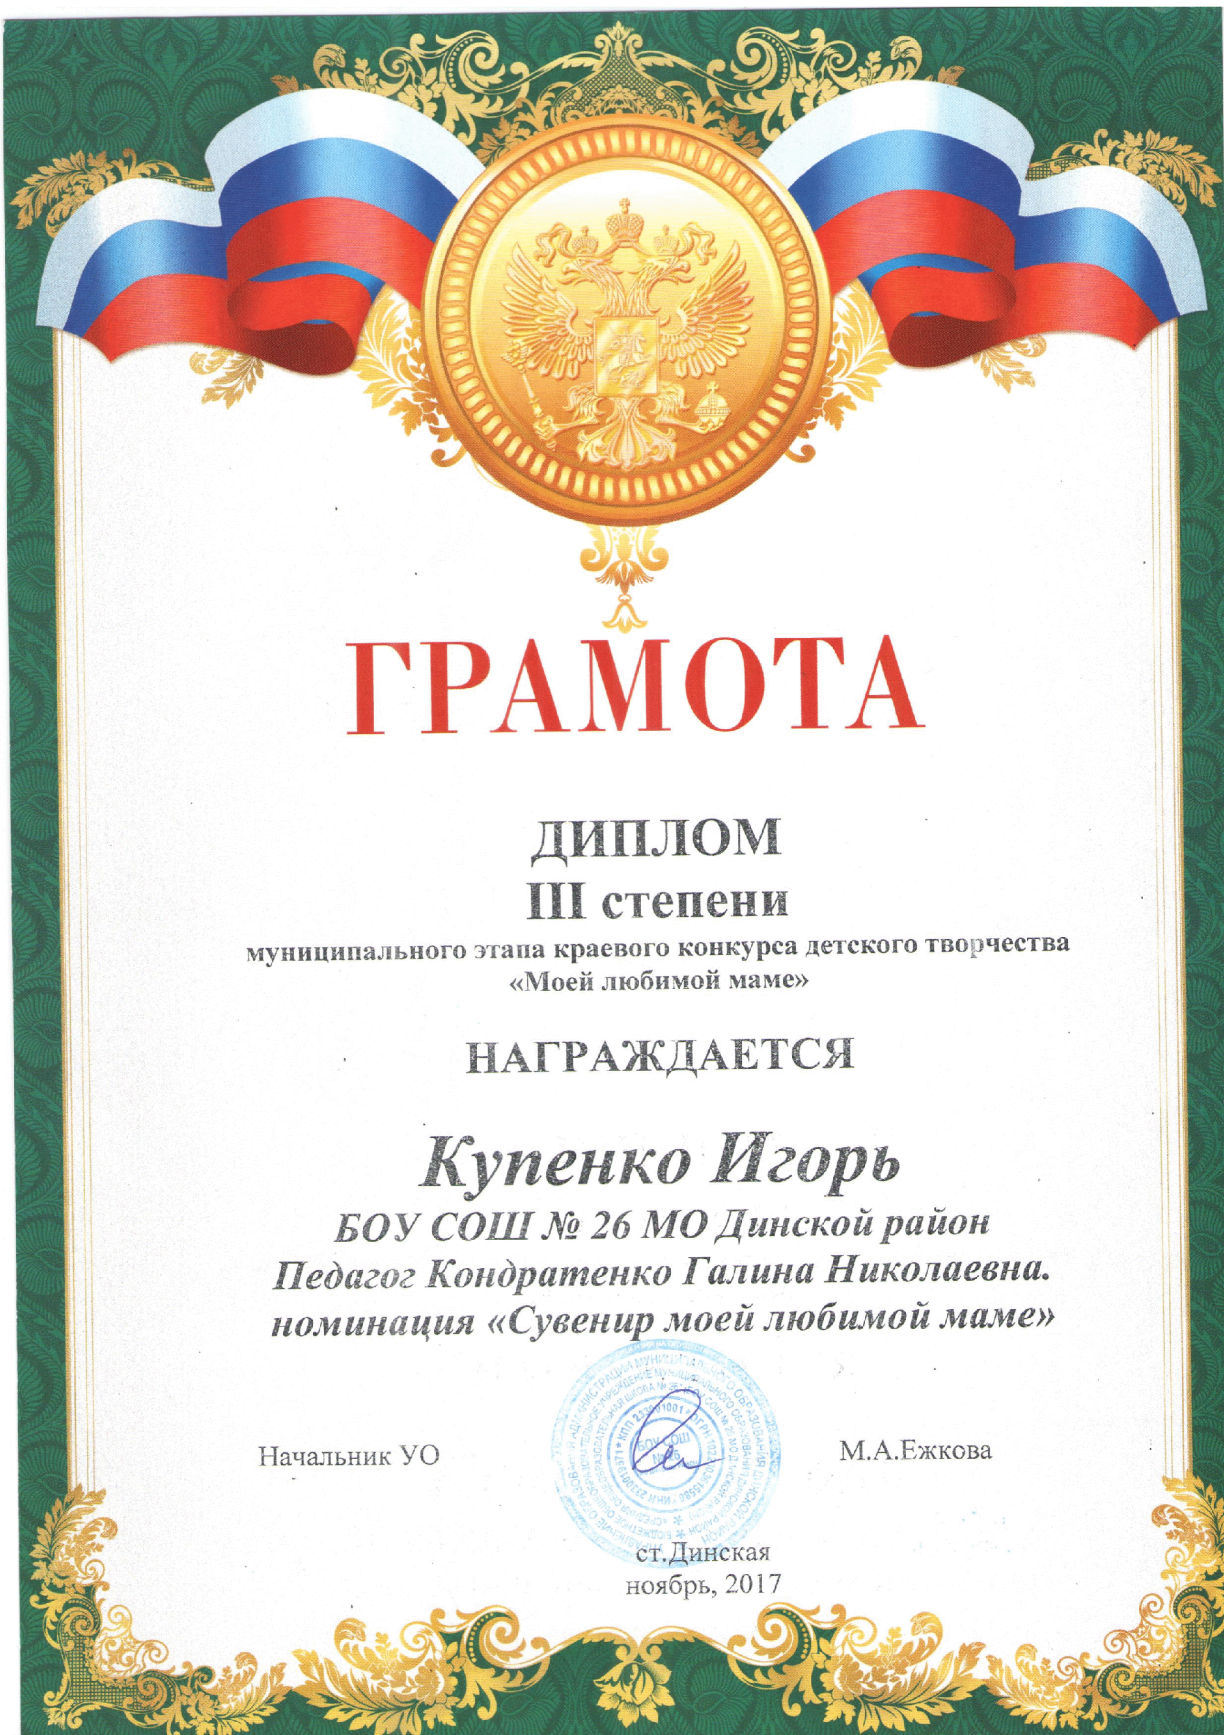 ГРАМОТА
ДИПЛОМ
III степени
муниципального этапа краевого конкурса детского творчества
«Моей любимой маме»
НАГРАЖДАЕТСЯ
Купенко Игорь
БОУ СОШ № 26 МО Динской район
Педагог Кондратенко Галина Николаевна.
номинация «Сувенир моей любимой маме»
Начальник УО
БОУ СОШ
М.А.Ежкова
ст.Динская
ноябрь, 2017